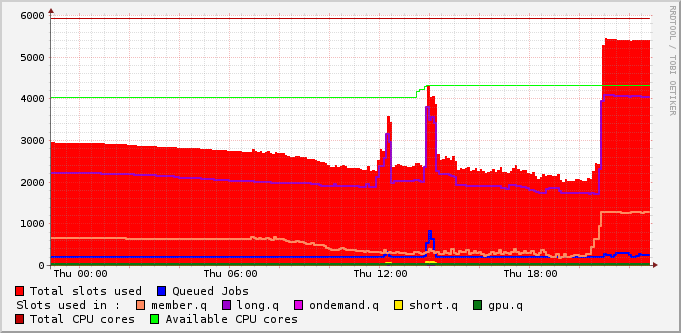 6000
5000
4000
3000
2000
1000
0
Thu 00:00 Thu 06:00 Thu 12:00 Thu 18:00
RRDTOOL / TOBI OETIKER
Total slots used Queued Jobs
Slots used in : member.q long.q ondemand.q short.q gpu.q
Total CPU cores Available CPU cores